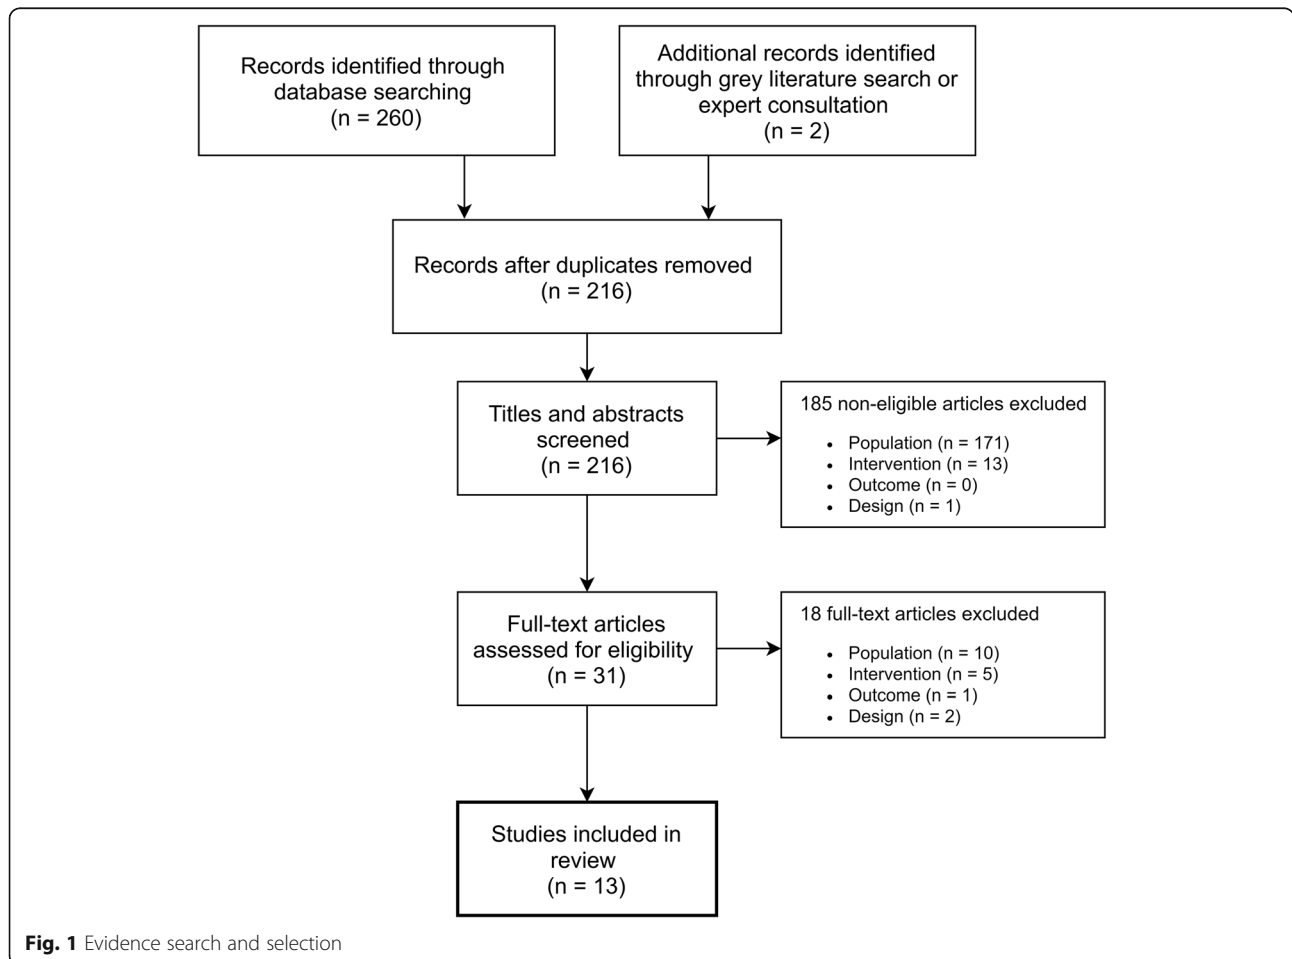 Records identified through
database searching
(n = 260)
Additional records identified
through grey literature search or
expert consultation
(n = 2)
Records after duplicates removed
(n = 216)
Titles and abstracts
screened
(n = 216)
185 non-eligible articles excluded
• Population (n = 171)
• Intervention (n = 13)
• Outcome (n = 0)
• Design (n = 1)
Full-text articles
assessed for eligibility
(n = 31)
18 full-text articles excluded
• Population (n = 10)
• Intervention (n = 5)
• Outcome (n = 1)
• Design (n = 2)
Studies included in
review
(n = 13)
Fig. 1 Evidence search and selection